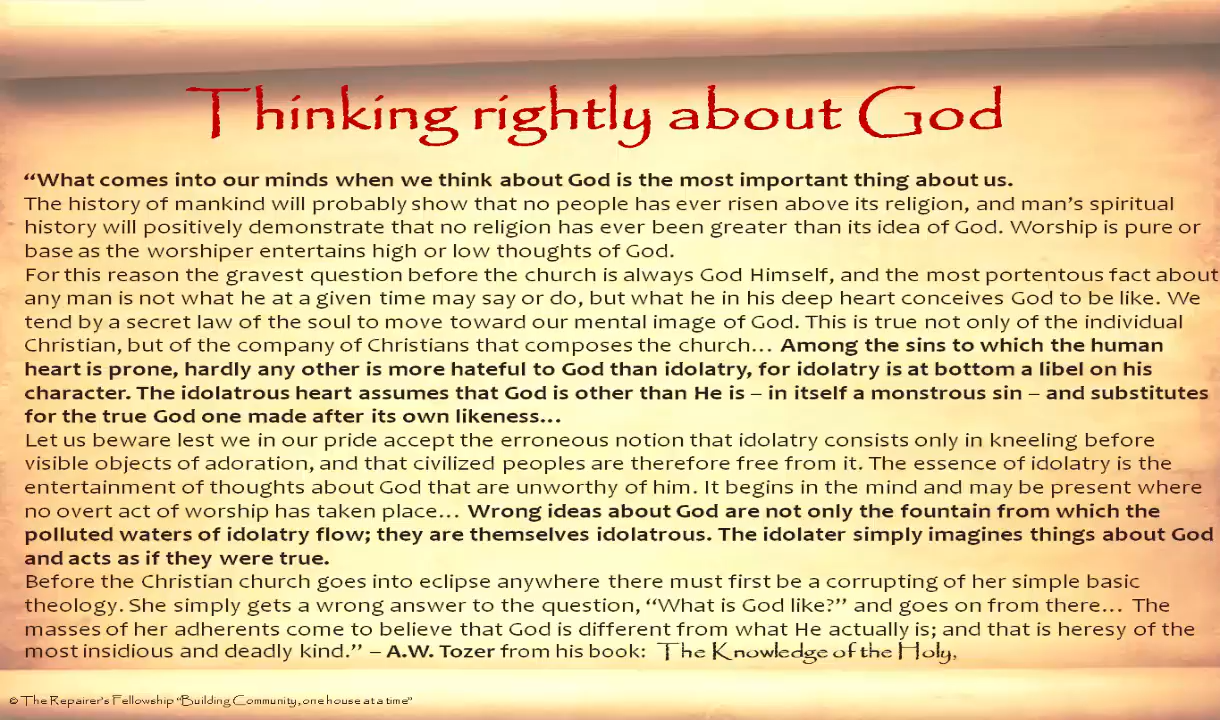 Thinking rightly about God
“What comes into our minds when we think about God is the most important thing about us.
The history of mankind will probably show that no people has ever risen above its religion, and man’s spiritual
history will positively demonstrate that no religion has ever been greater than its idea of God. Worship is pure or
base as the worshiper entertains high or low thoughts of God.
For this reason the gravest question before the church is always God Himself, and the most portentous fact about
any man is not what he at a given time may say or do, but what he in his deep heart conceives God to be like. We
tend by a secret law of the soul to move toward our mental image of God. This is true not only of the individual
Christian, but of the company of Christians that composes the church… Among the sins to which the human
heart is prone, hardly any other is more hateful to God than idolatry, for idolatry is at bottom a libel on his
character. The idolatrous heart assumes that God is other than He is – in itself a monstrous sin – and substitutes
for the true God one made after its own likeness…
Let us beware lest we in our pride accept the erroneous notion that idolatry consists only in kneeling before
visible objects of adoration, and that civilized peoples are therefore free from it. The essence of idolatry is the
entertainment of thoughts about God that are unworthy of him. It begins in the mind and may be present where
no overt act of worship has taken place… Wrong ideas about God are not only the fountain from which the
polluted waters of idolatry flow; they are themselves idolatrous. The idolater simply imagines things about God
and acts as if they were true.
Before the Christian church goes into eclipse anywhere there must first be a corrupting of her simple basic
theology. She simply gets a wrong answer to the question, “What is God like?” and goes on from there… The
masses of her adherents come to believe that God is different from what He actually is; and that is heresy of the
most insidious and deadly kind.” – A.W. Tozer from his book: The Knowledge of the Holy,
© The Repairer’s Fellowship “Building Community, one house at a time”